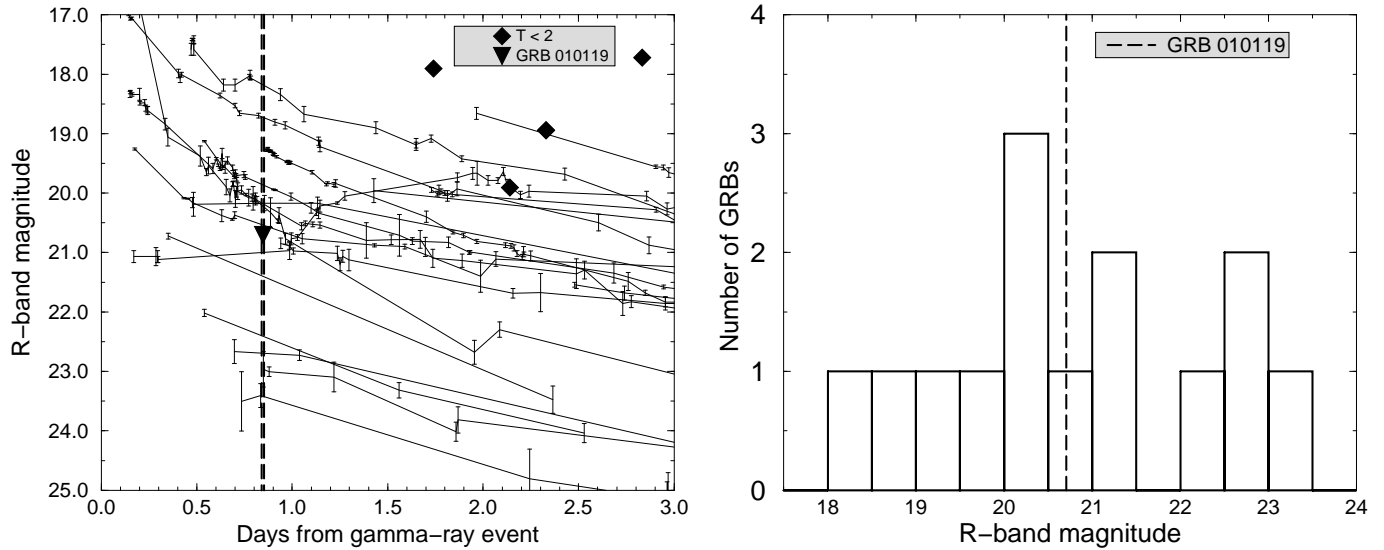 T < 2
GRB 010119
17.0
18.0
19.0
20.0
21.0
22.0
23.0
24.0
25.0
R−band magnitude
0.0 0.5 1.0 1.5 2.0 2.5 3.0
Days from gamma−ray event
GRB 010119
4
3
2
1
0
Number of GRBs
18 19 20 21 22 23 24
R−band magnitude